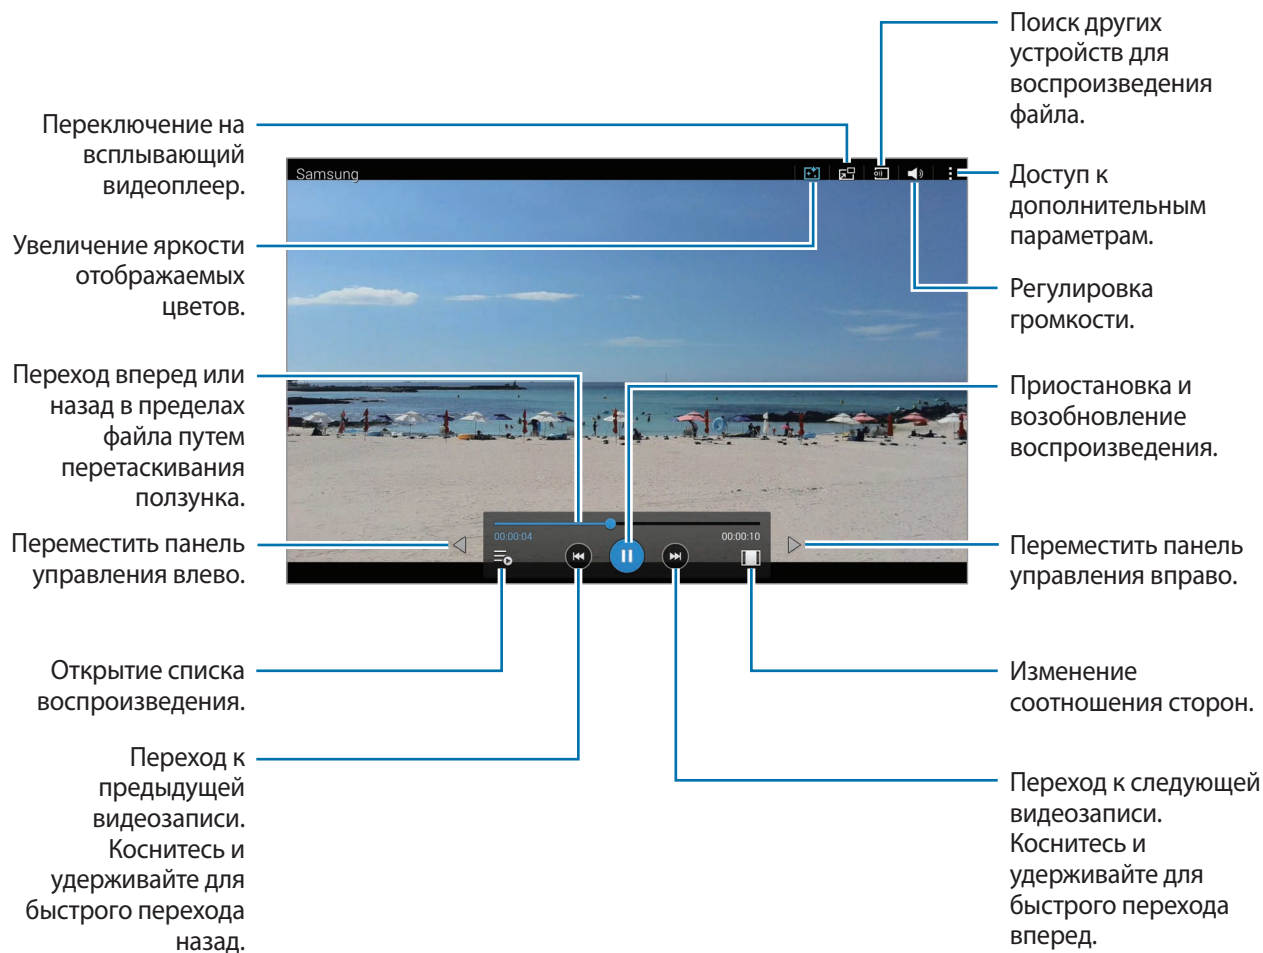 Поиск других
устройств для
воспроизведения
файла.
Переключение на
всплывающий
видеоплеер.
Samsung
Доступ к
дополнительным
параметрам.
Увеличение яркости
отображаемых
цветов.
Регулировка
громкости.
Переход вперед или
назад в пределах
файла путем
перетаскивания
ползунка.
Приостановка и
возобновление
воспроизведения.
00:00:04
00:00:10
Переместить панель
управления влево.
Переместить панель
управления вправо.
Открытие списка
воспроизведения.
Изменение
соотношения сторон.
Переход к
предыдущей
видеозаписи.
Коснитесь и
удерживайте для
быстрого перехода
назад.
Переход к следующей
видеозаписи.
Коснитесь и
удерживайте для
быстрого перехода
вперед.